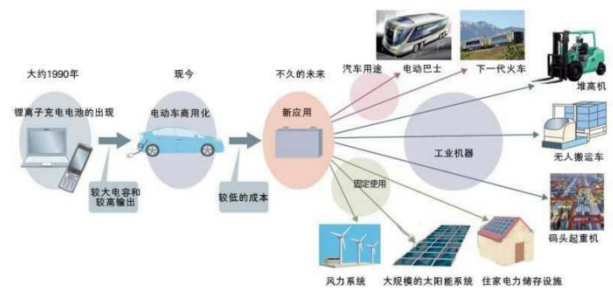 大约1990年
现今
不久的未来
汽车用途
电动巴士
下一代火车
堆高机
锂离子充电电池的出现
电动车商用化
新应用
工业机器
无人搬运车
较大电容和
较高输出
较低的成本
固定使用
码头起重机
风力系统
大规模的太阳能系统
住家电力储存设施